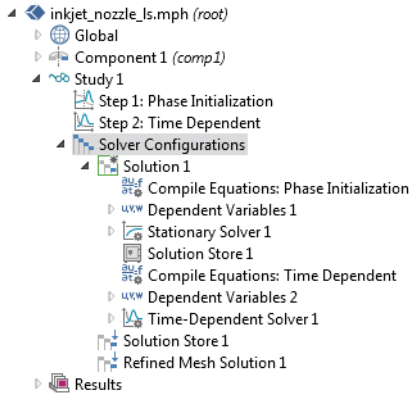 inkjet_nozzle_ls.mph (root)
Global
Component 1 (comp1)
Study 1
Step 1: Phase Initialization
Step 2: Time Dependent
Solver Configurations
Solution 1
Compile Equations: Phase Initialization
Dependent Variables 1
Stationary Solver 1
Solution Store 1
Compile Equations: Time Dependent
Dependent Variables 2
Time-Dependent Solver 1
Solution Store 1
Refined Mesh Solution 1
Results